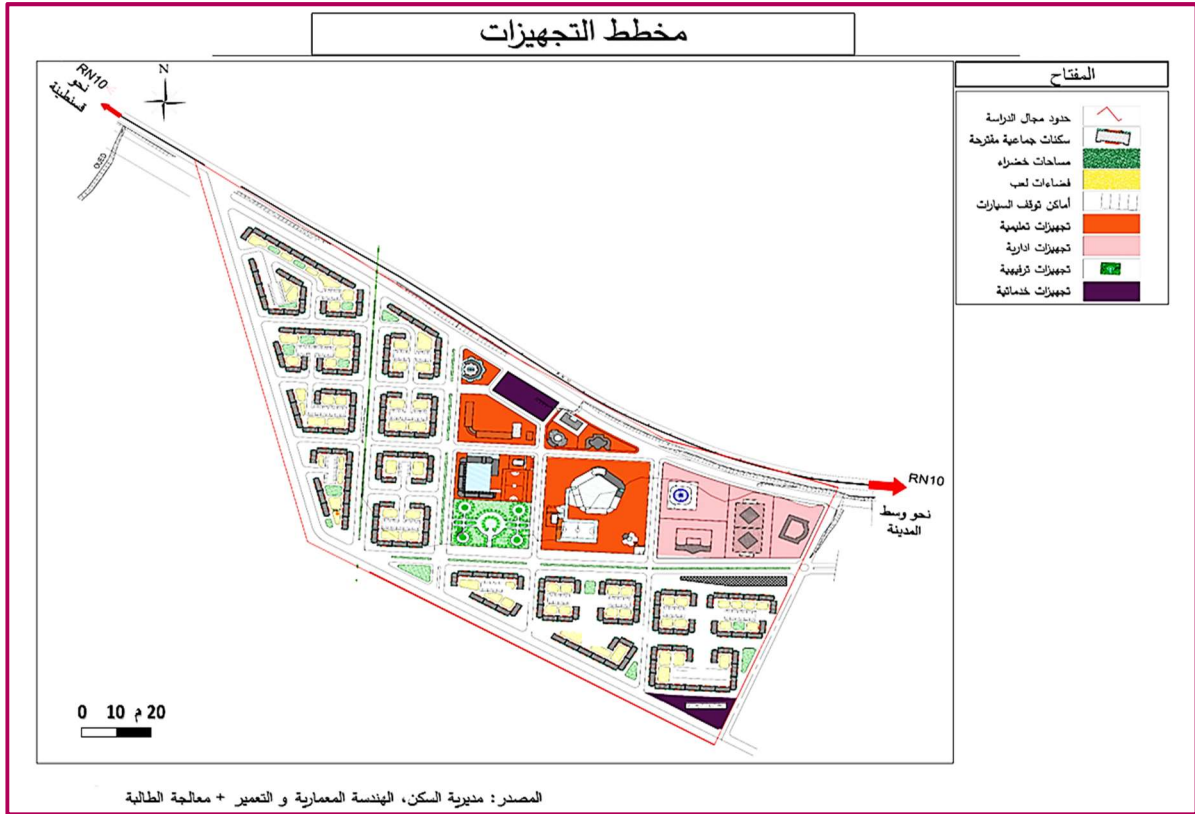 مخطط التجهيزات
المفتاح
حدود مجال الدراسة
سكنات جماعية مقترحة
مساحات خضراء
فضاءات لعب
أماكن توقف السيارات
تجهيزات تعليمية
تجهيزات ادارية
تجهيزات ترفيهية
تجهيزات خدماتية
RN10
نحو
قسنطينة
N
OUED
RN10
نحو وسط
المدينة
0 10 20 م
المصدر: مديرية السكن، الهندسة المعمارية و التعمير + معالجة الطالبة